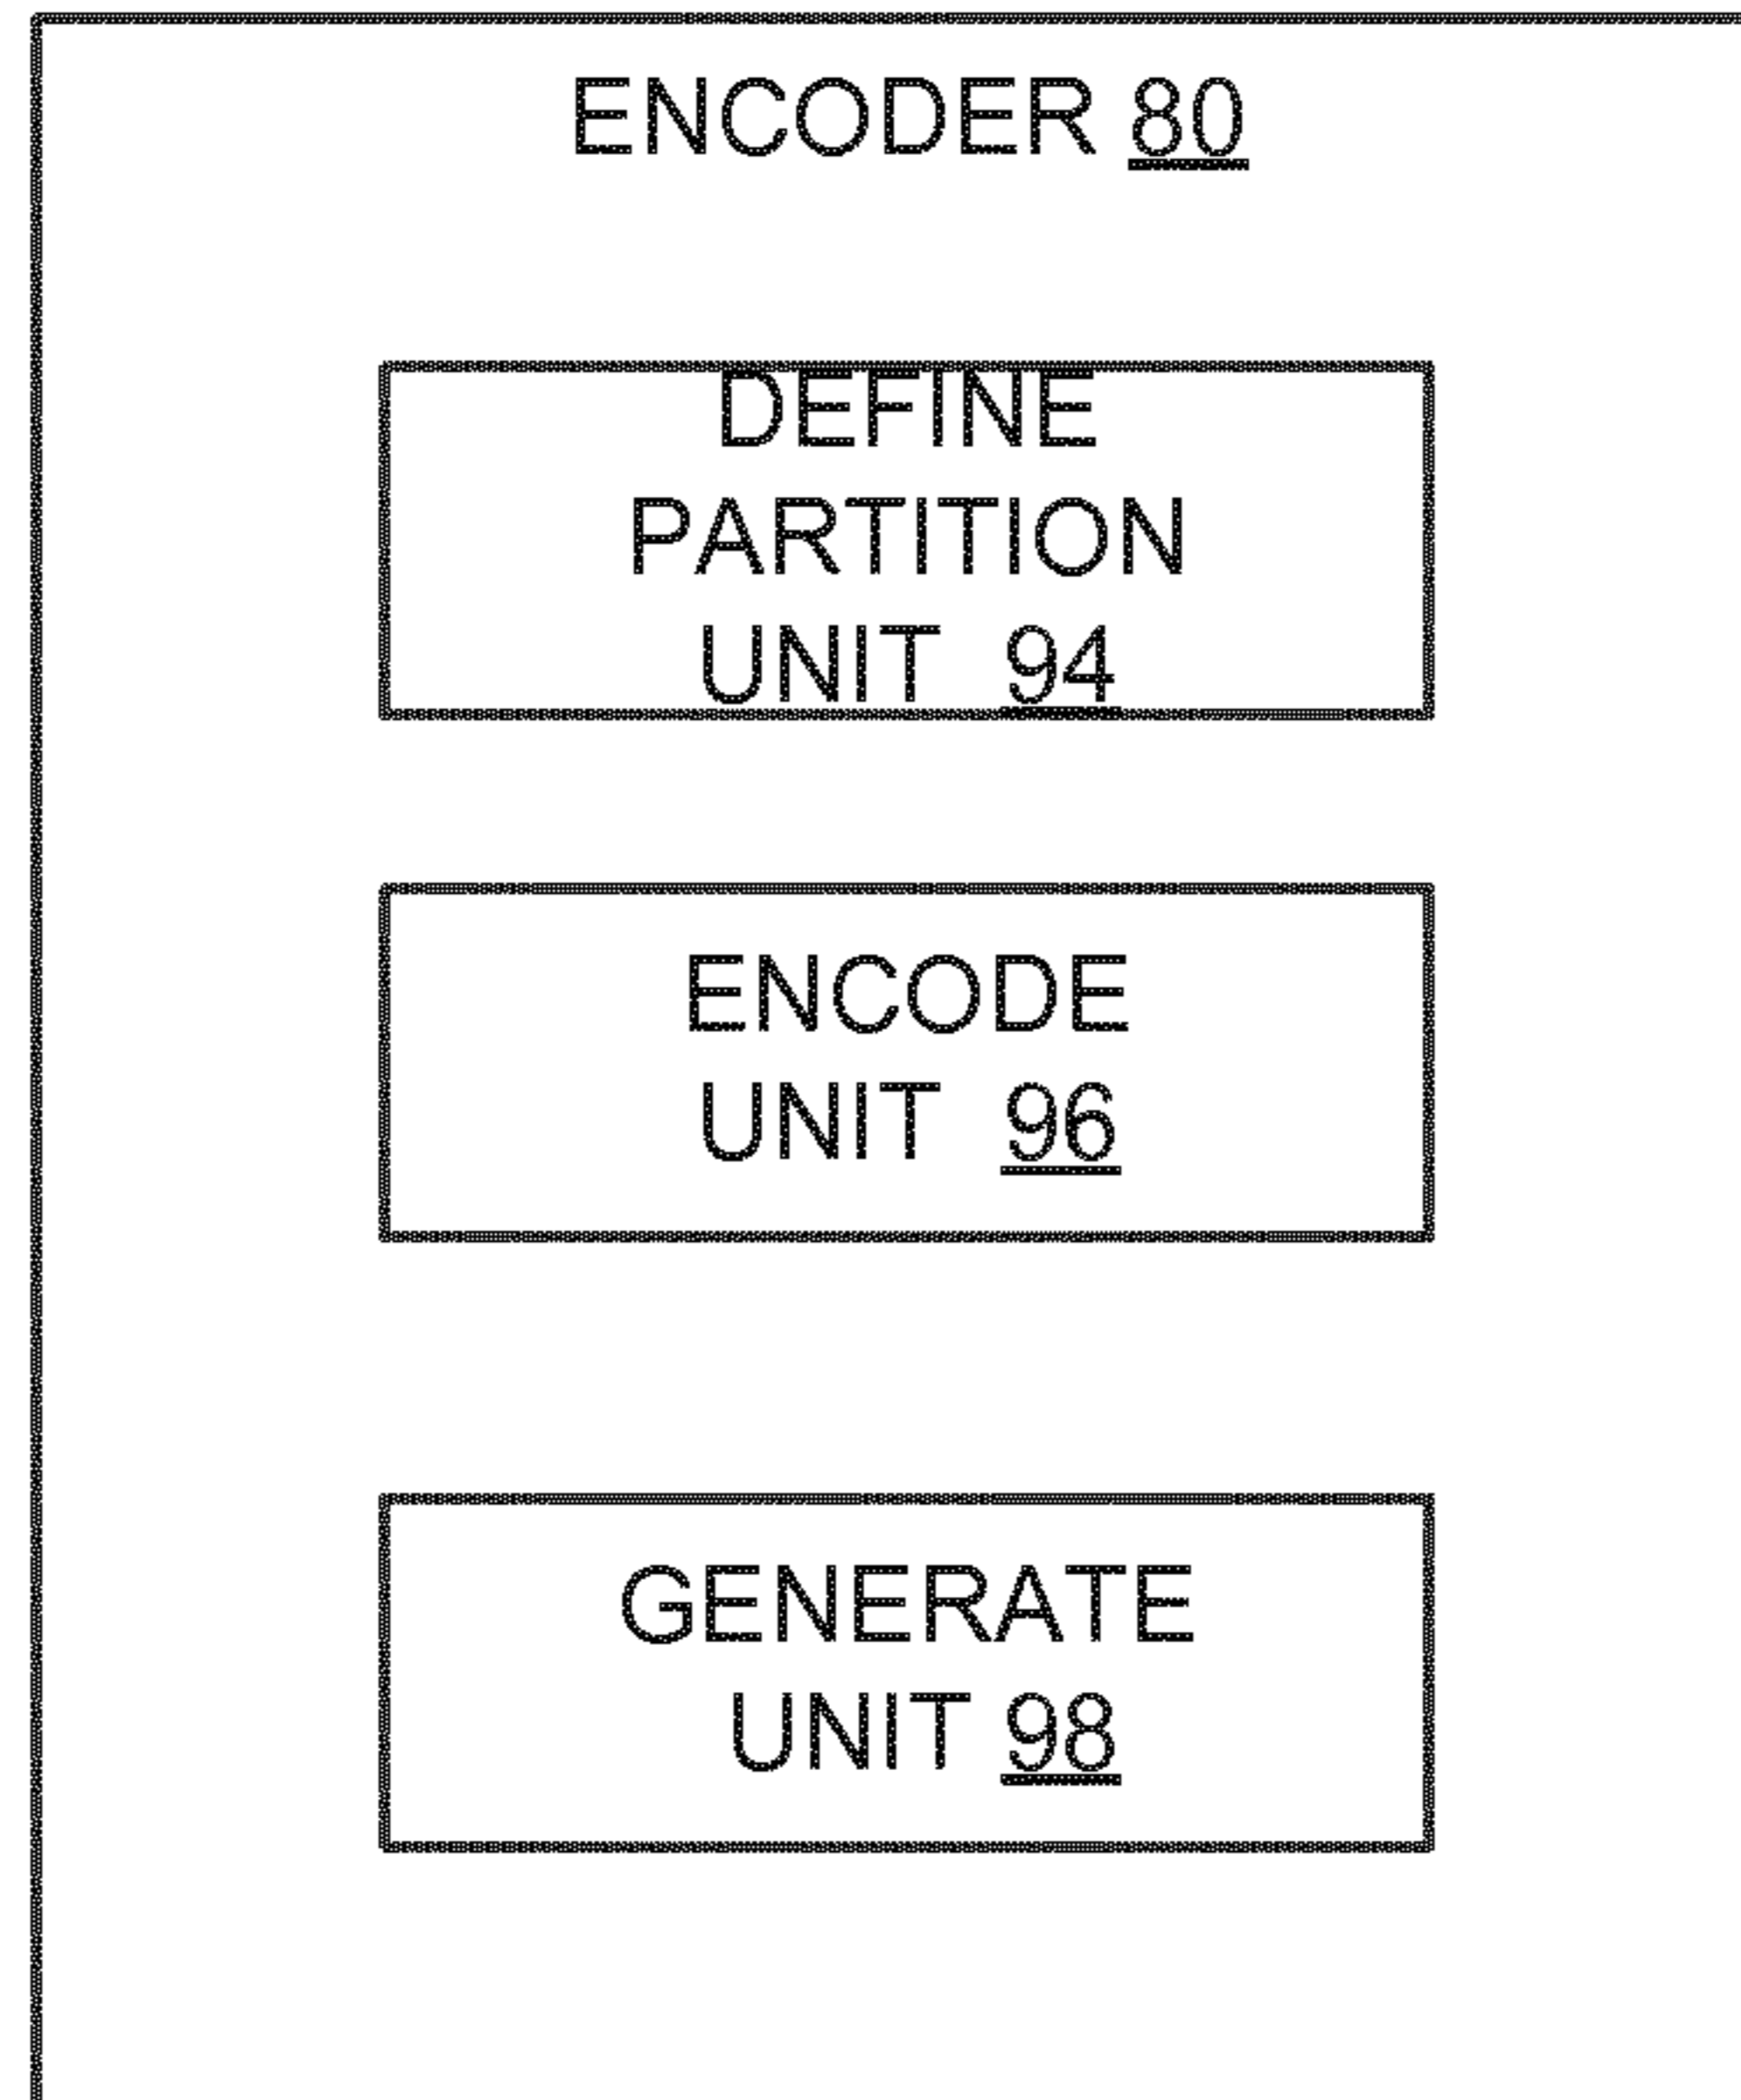 ENCODER 80
DEFINE
PARTITION
UNIT 94
ENCODE
UNIT 96
GENERATE
UNIT 98